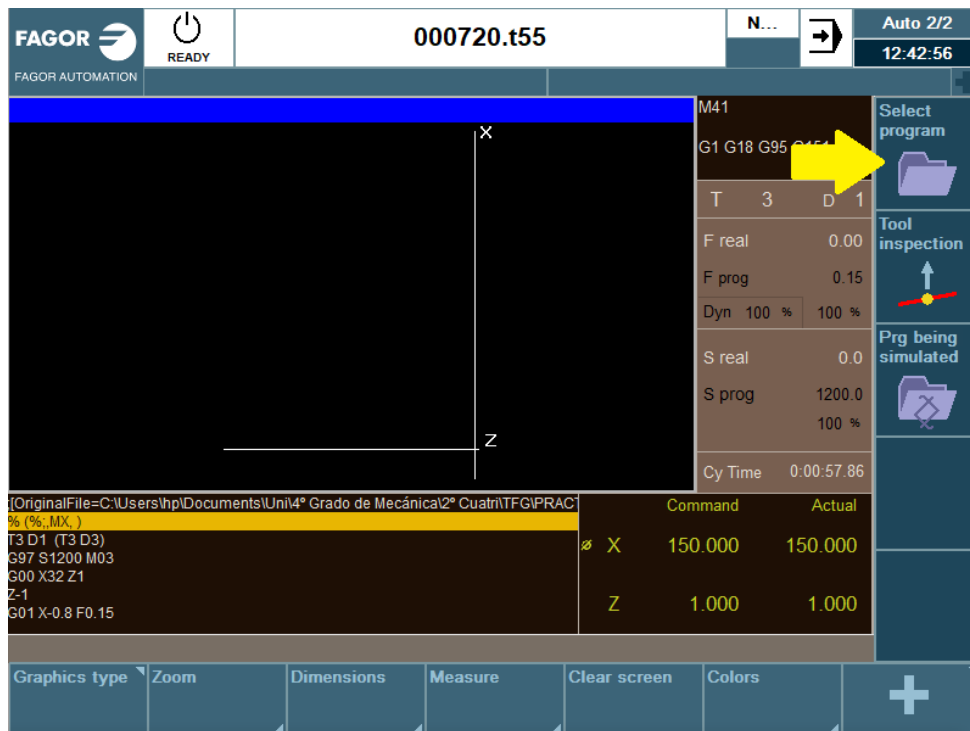 FAGOR
READY
000720.t55
N...
Auto 2/2
12:42:56
FAGOR AUTOMATION
X
Z
M41
G1 G18 G95
T 3 D 1
F real 0.00
F prog 0.15
Dyn 100 % 100 %
S real 0.0
S prog 1200.0
100 %
Cy Time 0:00:57.86
Select program
Tool inspection
Prg being simulated
;[OriginalFile=C:\Users\hp\Documents\Uni\4º Grado de Mecánica\2º Cuatri\TFG\PRACT
% (%;,MX, )
T3 D1 (T3 D3)
G97 S1200 M03
G00 X32 Z1
Z-1
G01 X-0.8 F0.15
Command Actual
ø X 150.000 150.000
Z 1.000 1.000
Graphics type
Zoom
Dimensions
Measure
Clear screen
Colors